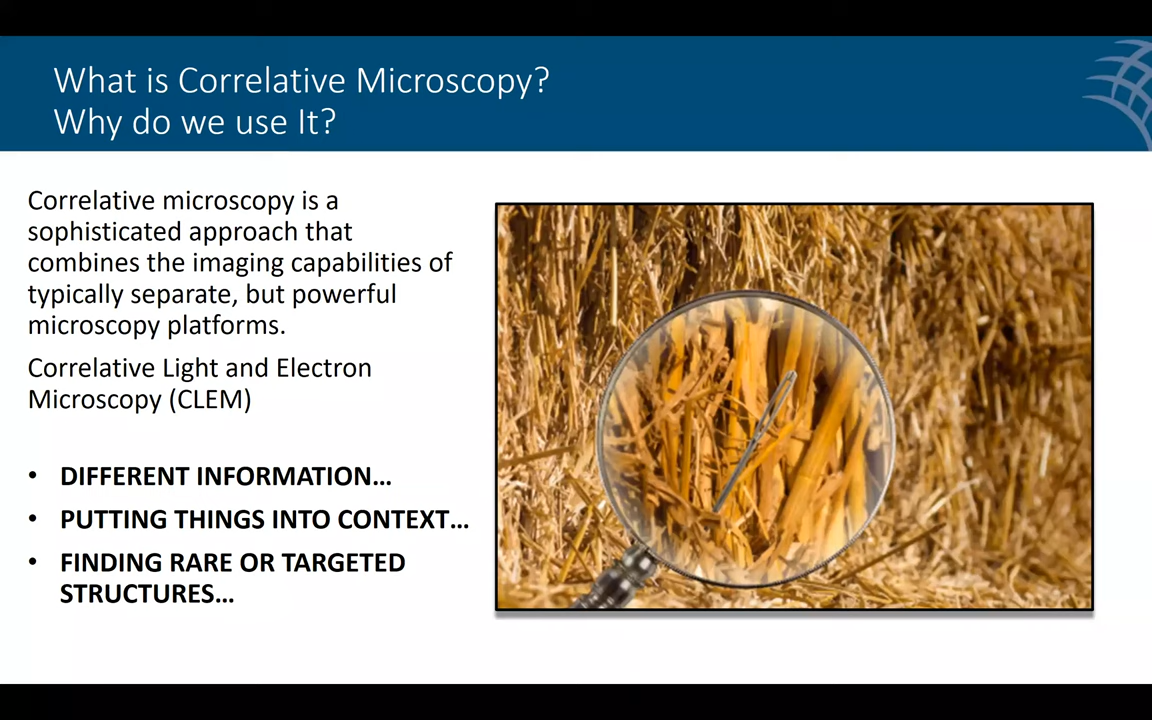 What is Correlative Microscopy?
Why do we use It?
Correlative microscopy is a
sophisticated approach that
combines the imaging capabilities of
typically separate, but powerful
microscopy platforms.
Correlative Light and Electron
Microscopy (CLEM)
• DIFFERENT INFORMATION…
• PUTTING THINGS INTO CONTEXT…
• FINDING RARE OR TARGETED
STRUCTURES…